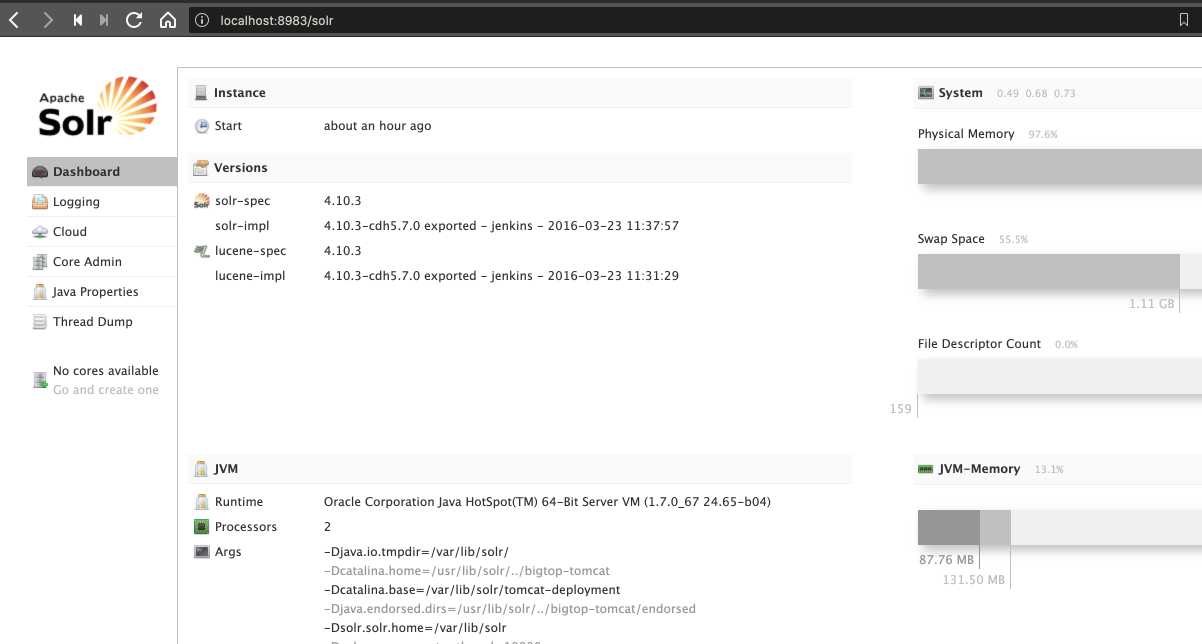 localhost:8983/solr
Apache
Solr
Dashboard
Logging
Cloud
Core Admin
Java Properties
Thread Dump
No cores available
Go and create one
Instance
Start about an hour ago
Versions
solr-spec 4.10.3
solr-impl 4.10.3-cdh5.7.0 exported - jenkins - 2016-03-23 11:37:57
lucene-spec 4.10.3
lucene-impl 4.10.3-cdh5.7.0 exported - jenkins - 2016-03-23 11:31:29
JVM
Runtime Oracle Corporation Java HotSpot(TM) 64-Bit Server VM (1.7.0_67 24.65-b04)
Processors 2
Args -Djava.io.tmpdir=/var/lib/solr/
-Dcatalina.home=/usr/lib/solr/../bigtop-tomcat
-Dcatalina.base=/var/lib/solr/tomcat-deployment
-Djava.endorsed.dirs=/usr/lib/solr/../bigtop-tomcat/endorsed
-Dsolr.solr.home=/var/lib/solr
System 0.49 0.68 0.73
Physical Memory 97.6%
Swap Space 55.5%
1.11 GB
File Descriptor Count 0.0%
159
JVM-Memory 13.1%
87.76 MB
131.50 MB